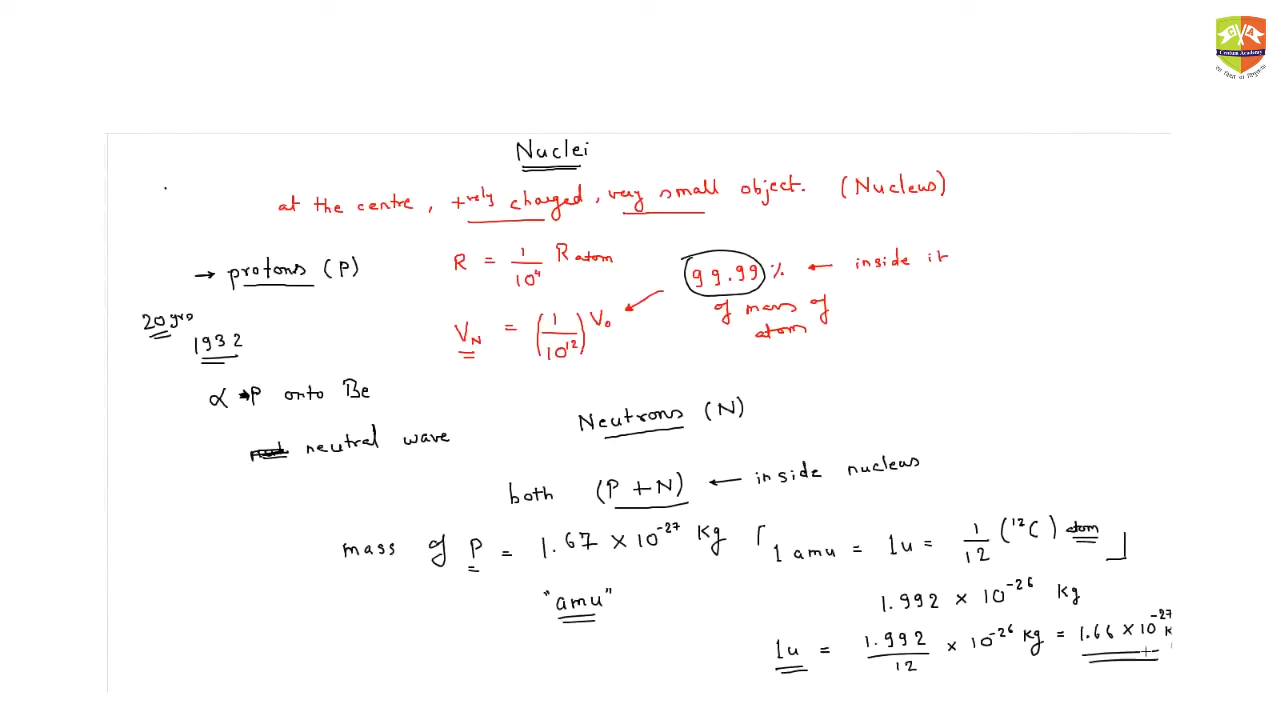 Centum Academy
Nuclei
at the centre, +vely charged, very small object. (Nucleus)
→ protons (P)
R = 1/10⁴ R atom
99.99 % ← inside it
of mass of
atom
20 yrs
1932
V_N = (1/10¹²) V₀
α → P onto Be
neutral wave
Neutrons (N)
both (P + N) ← inside nucleus
mass of P = 1.67 × 10⁻²⁷ Kg [1 amu = 1u = 1/12 (¹²C) atom]
"amu"
1.992 × 10⁻²⁶ Kg
1u = 1.992/12 × 10⁻²⁶ Kg = 1.66 × 10⁻²⁷ K